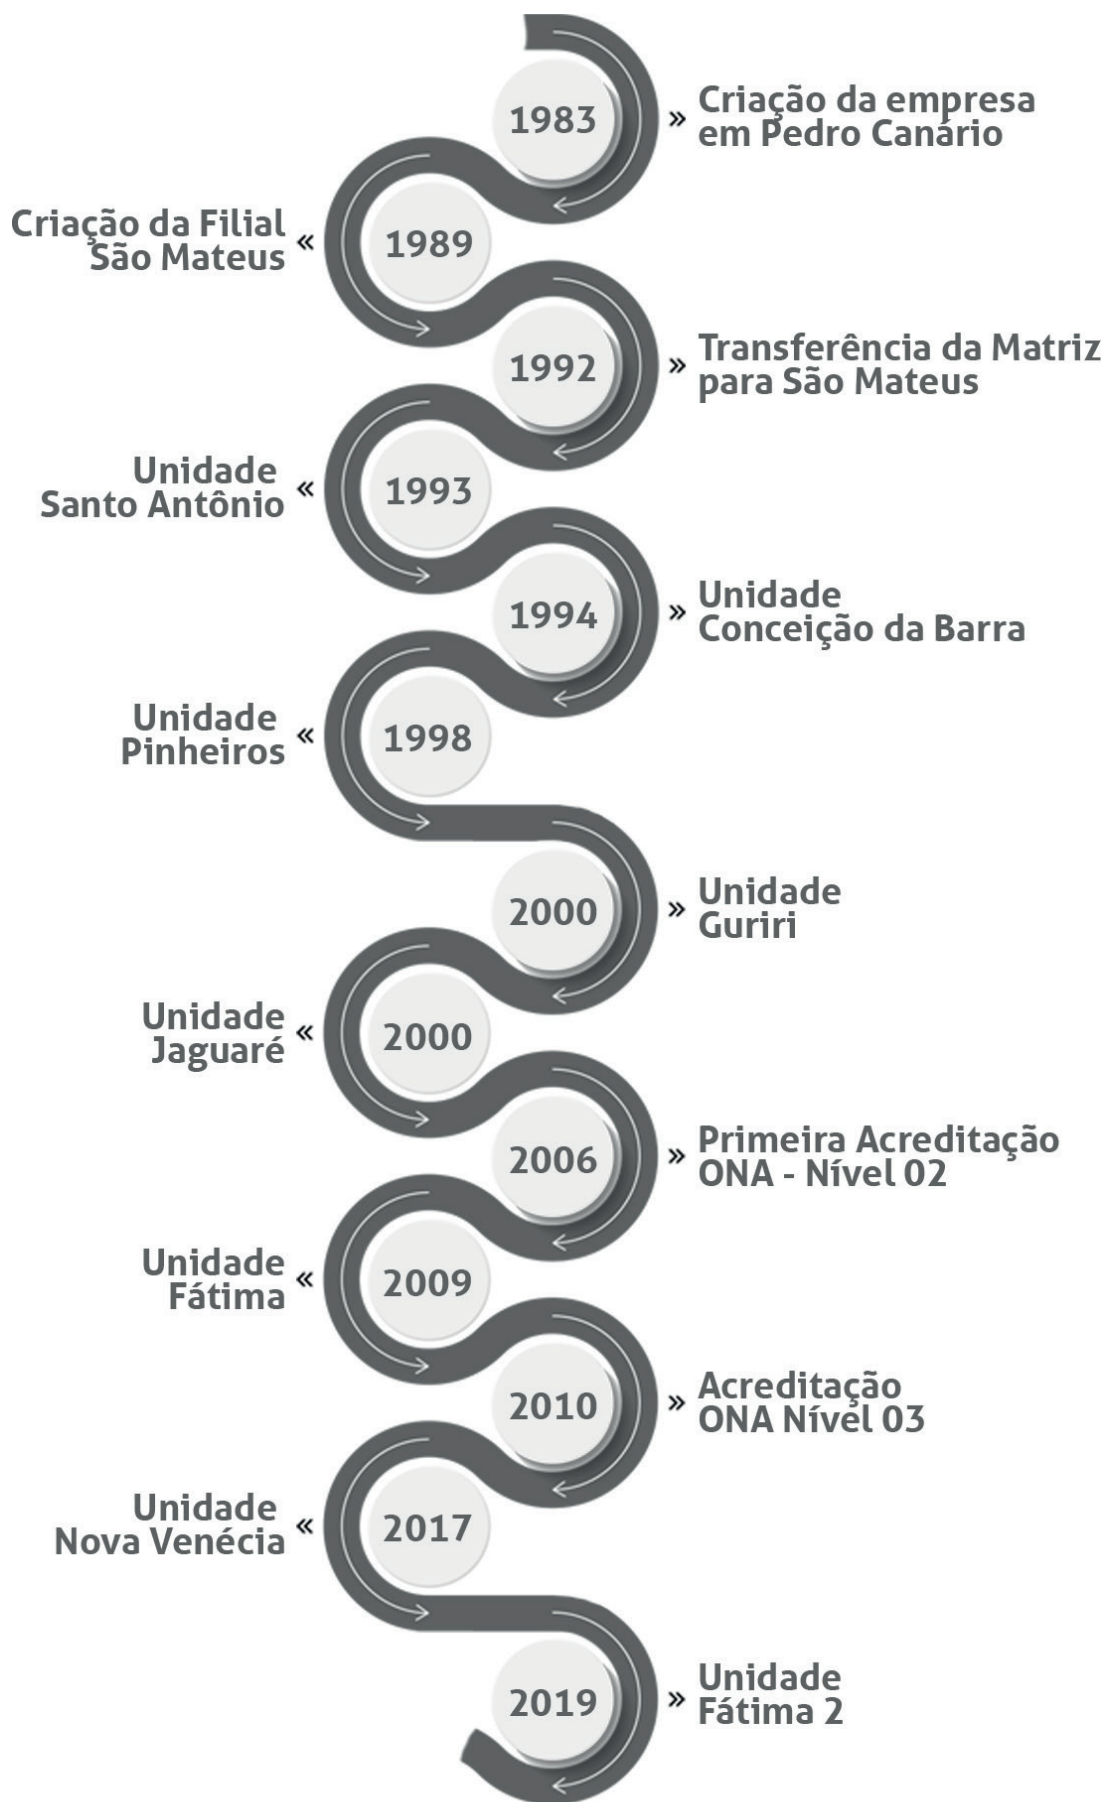 1983
»
Criação da empresa
em Pedro Canário
Criação da Filial
São Mateus
«
1989
1992
»
Transferência da Matriz
para São Mateus
Unidade
Santo Antônio
«
1993
1994
»
Unidade
Conceição da Barra
Unidade
Pinheiros
«
1998
2000
»
Unidade
Guriri
Unidade
Jaguaré
«
2000
2006
»
Primeira Acreditação
ONA - Nível 02
Unidade
Fátima
«
2009
2010
»
Acreditação
ONA Nível 03
Unidade
Nova Venécia
«
2017
2019
»
Unidade
Fátima 2